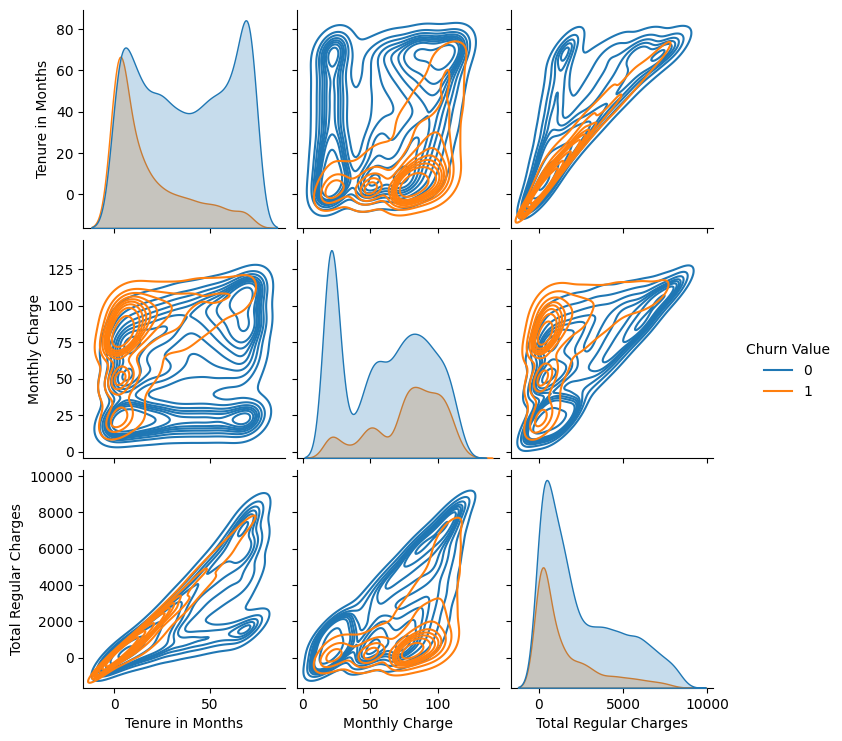 80
60
40
20
0
Tenure in Months
125
100
75
50
25
0
Monthly Charge
Churn Value
0
1
10000
8000
6000
4000
2000
0
Total Regular Charges
0 50
0 50 100
0 5000 10000
Tenure in Months
Monthly Charge
Total Regular Charges